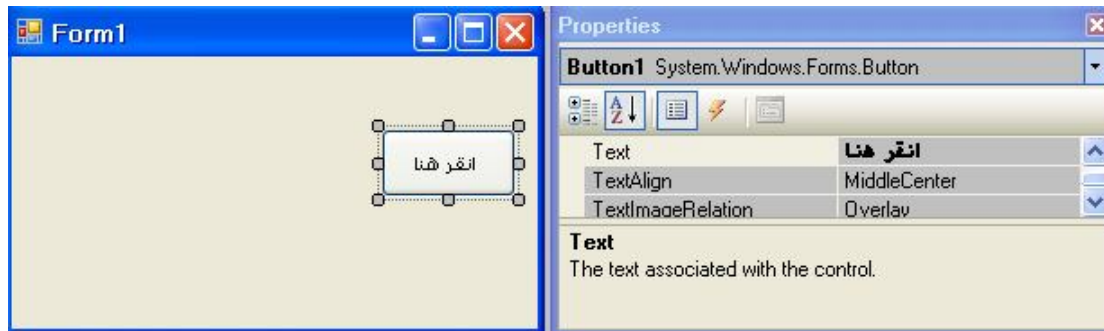 Form1
انقر هنا
Properties
Button1 System.Windows.Forms.Button
Text انقر هنا
TextAlign MiddleCenter
TextImageRelation Overlay
Text
The text associated with the control.